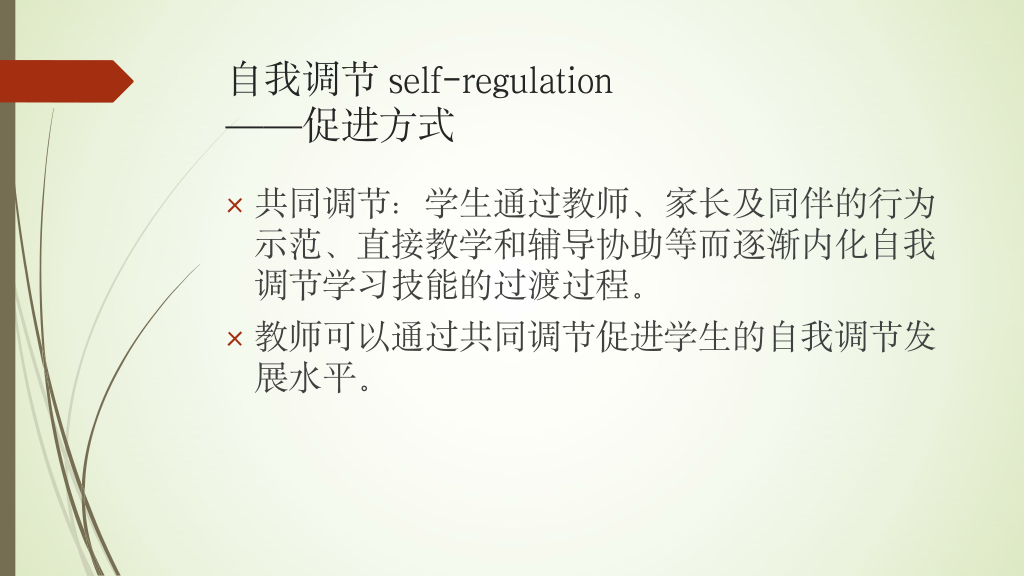 自我调节 self-regulation
——促进方式
× 共同调节：学生通过教师、家长及同伴的行为
示范、直接教学和辅导协助等而逐渐内化自我
调节学习技能的过渡过程。
× 教师可以通过共同调节促进学生的自我调节发
展水平。